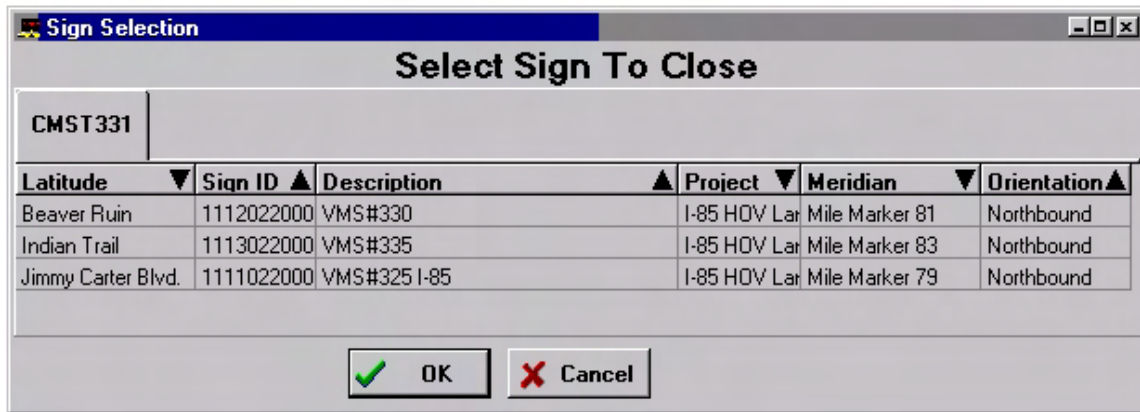 Sign Selection
Select Sign To Close
CMST331
Latitude Sign ID Description Project Meridian Orientation
Beaver Ruin 1112022000 VMS#330 I-85 HOV Lar Mile Marker 81 Northbound
Indian Trail 1113022000 VMS#335 I-85 HOV Lar Mile Marker 83 Northbound
Jimmy Carter Blvd. 1111022000 VMS#325 I-85 I-85 HOV Lar Mile Marker 79 Northbound
OK Cancel